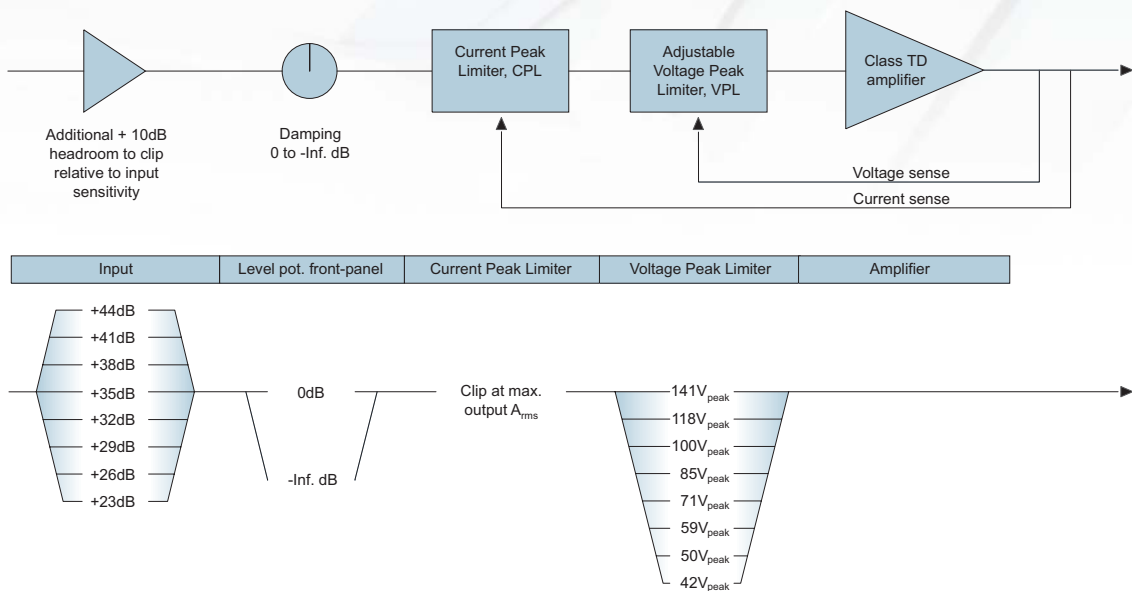 Additional + 10dB
headroom to clip
relative to input
sensitivity
Damping
0 to -Inf. dB
Current Peak
Limiter, CPL
Adjustable
Voltage Peak
Limiter, VPL
Class TD
amplifier
Voltage sense
Current sense
Input
Level pot. front-panel
Current Peak Limiter
Voltage Peak Limiter
Amplifier
+44dB
+41dB
+38dB
+35dB
+32dB
+29dB
+26dB
+23dB
0dB
-Inf. dB
Clip at max.
output Arms
141Vpeak
118Vpeak
100Vpeak
85Vpeak
71Vpeak
59Vpeak
50Vpeak
42Vpeak